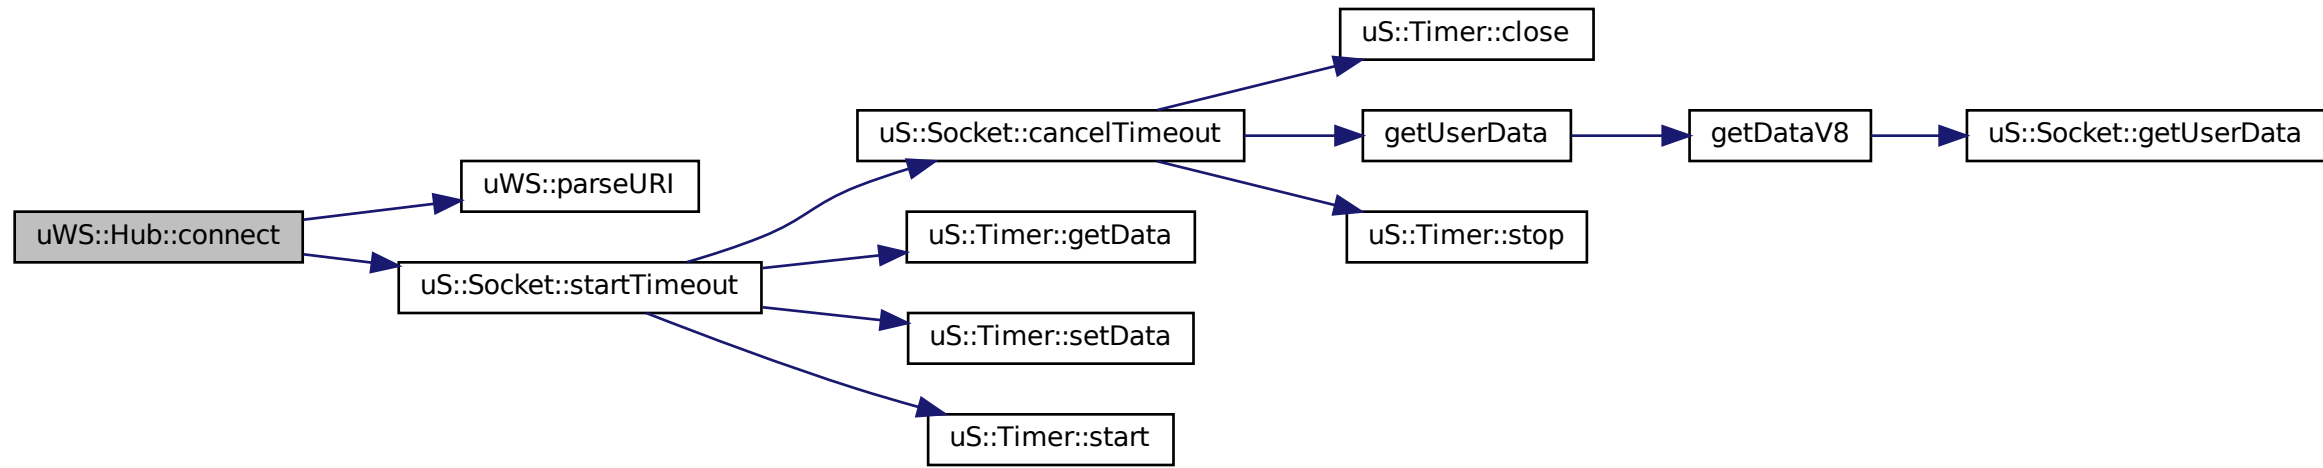 uS::Timer::close
uS::Socket::cancelTimeout
getUserData
getDataV8
uS::Socket::getUserData
uWS::parseURI
uWS::Hub::connect
uS::Timer::getData
uS::Timer::stop
uS::Socket::startTimeout
uS::Timer::setData
uS::Timer::start